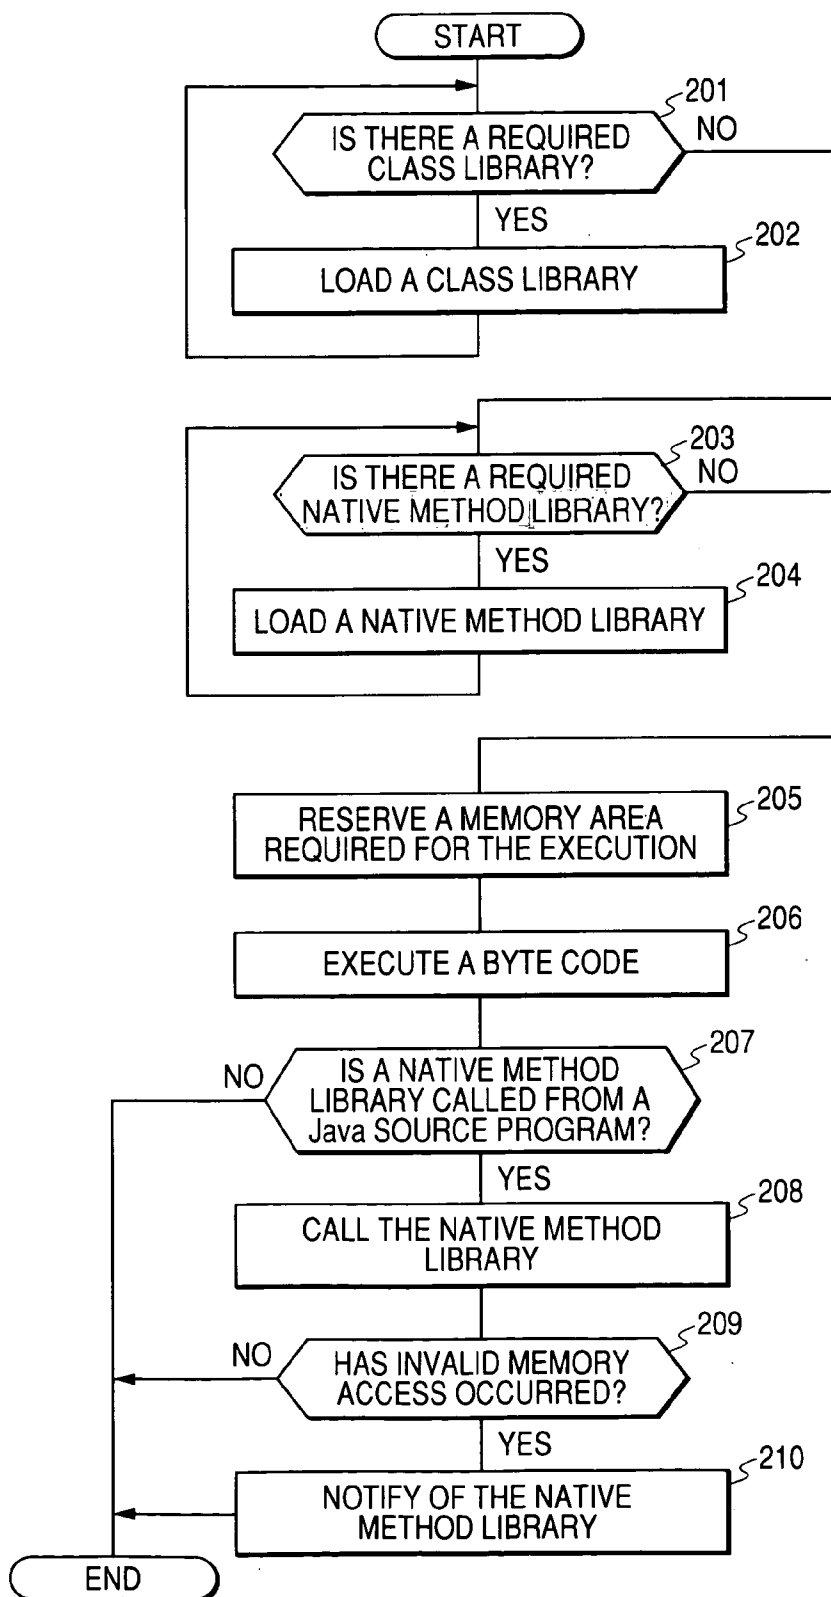 START
201
IS THERE A REQUIRED
CLASS LIBRARY?
NO
YES
202
LOAD A CLASS LIBRARY
203
IS THERE A REQUIRED
NATIVE METHOD LIBRARY?
NO
YES
204
LOAD A NATIVE METHOD LIBRARY
205
RESERVE A MEMORY AREA
REQUIRED FOR THE EXECUTION
206
EXECUTE A BYTE CODE
207
NO
IS A NATIVE METHOD
LIBRARY CALLED FROM A
Java SOURCE PROGRAM?
YES
208
CALL THE NATIVE METHOD
LIBRARY
209
NO
HAS INVALID MEMORY
ACCESS OCCURRED?
YES
210
NOTIFY OF THE NATIVE
METHOD LIBRARY
END